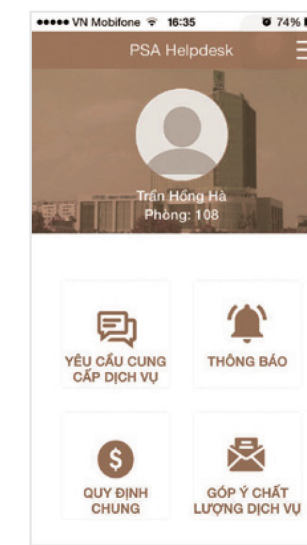 VN Mobifone 16:35 74%
PSA Helpdesk
Trần Hồng Hà
Phòng: 108
YÊU CẦU CUNG
CẤP DỊCH VỤ
THÔNG BÁO
$
QUY ĐỊNH
CHUNG
GÓP Ý CHẤT
LƯỢNG DỊCH VỤ